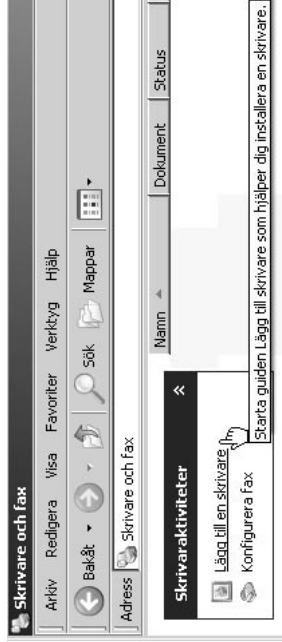 Skrivare och fax
Arkiv Redigera Visa Favoriter Verktyg Hjälp
Bakåt Sök Mappar
Adress Skrivare och fax
Namn Dokument Status
Skrivaraktiviteter
Lägg till en skrivare
Konfigurera fax
Starta guiden Lägg till skrivare som hjälper dig installera en skrivare.